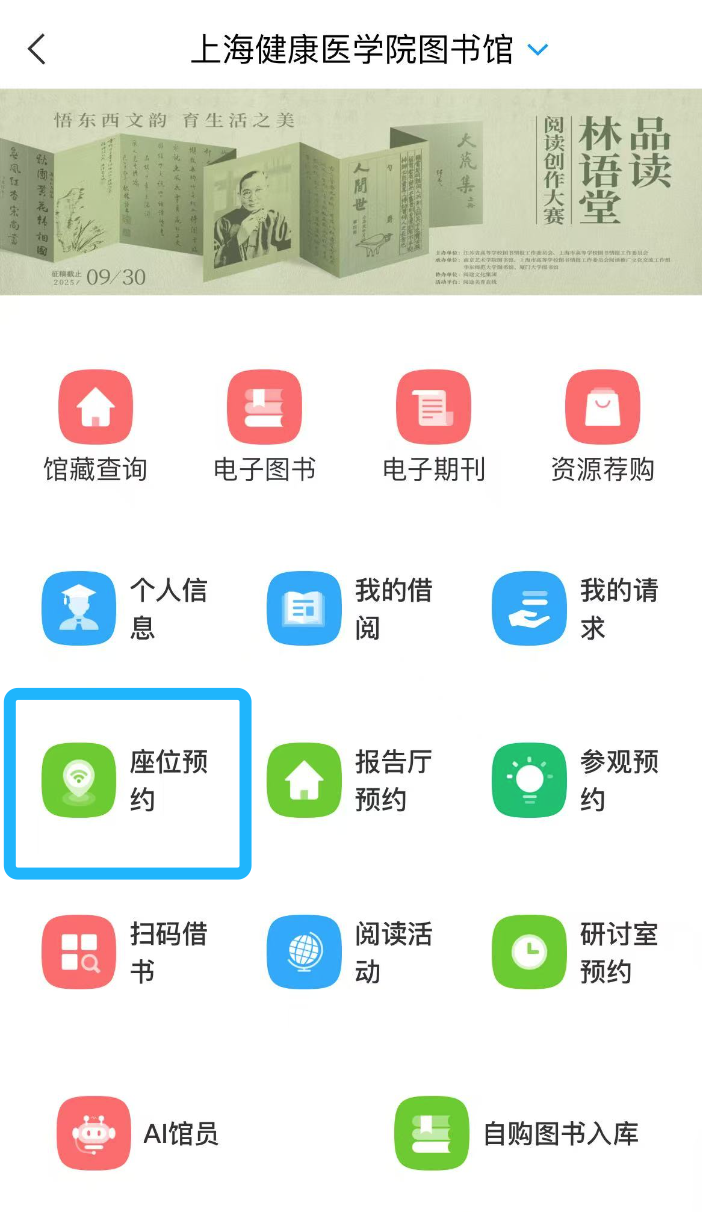 上海健康医学院图书馆
悟东西文韵 育生活之美
品读
林语堂
阅读创作大赛
大荒集
人間世
征稿截止
2025/ 09/30
馆藏查询
电子图书
电子期刊
资源荐购
个人信
息
我的借
阅
我的请
求
座位预
约
报告厅
预约
参观预
约
扫码借
书
阅读活
动
研讨室
预约
AI馆员
自购图书入库